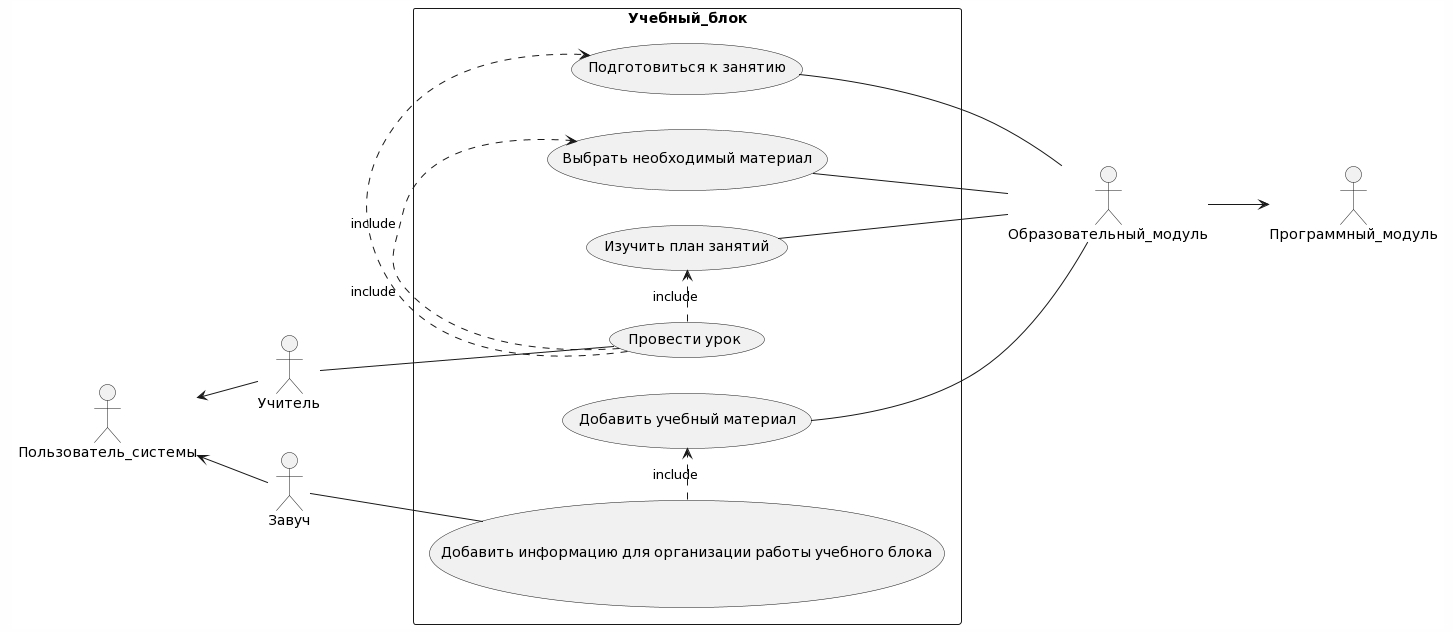 Учебный_блок
Подготовиться к занятию
Выбрать необходимый материал
include
Изучить план занятий
Образовательный_модуль
Программный_модуль
include
include
Провести урок
Учитель
Пользователь_системы
Добавить учебный материал
include
Завуч
Добавить информацию для организации работы учебного блока